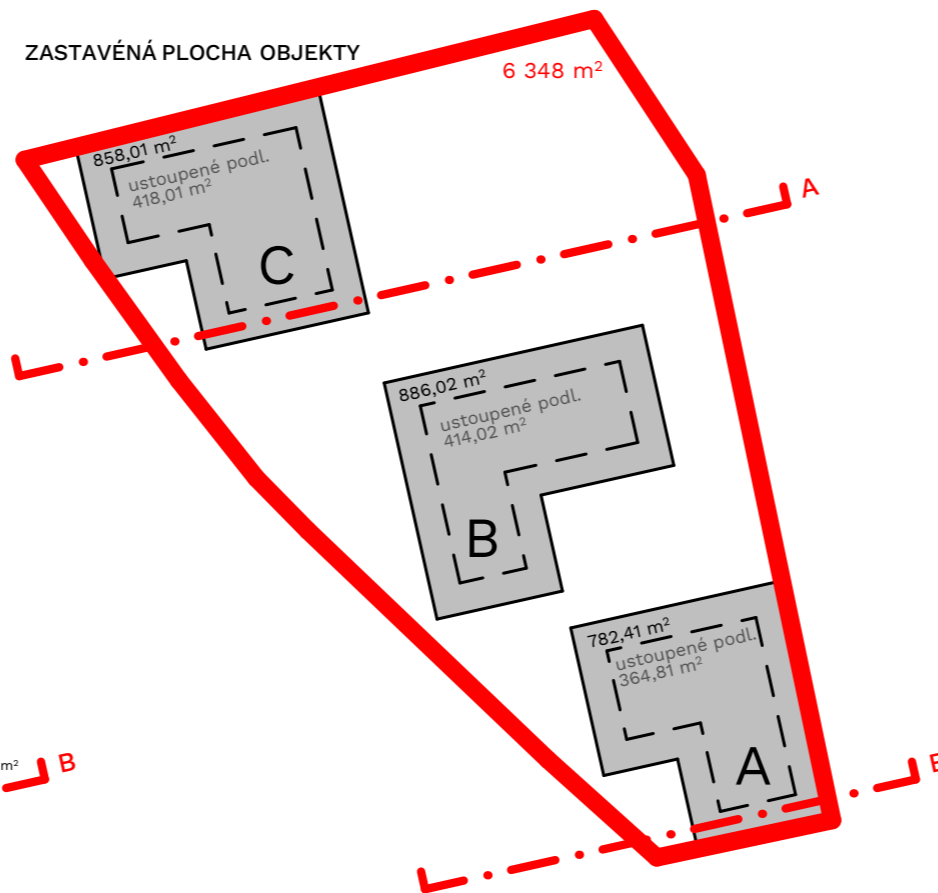 ZASTAVÉNÁ PLOCHA OBJEKTY
6 348 m²
858,01 m²
ustoupené podl.
418,01 m²
C
A
886,02 m²
ustoupené podl.
414,02 m²
B
782,41 m²
ustoupené podl.
364,81 m²
A
m²
B